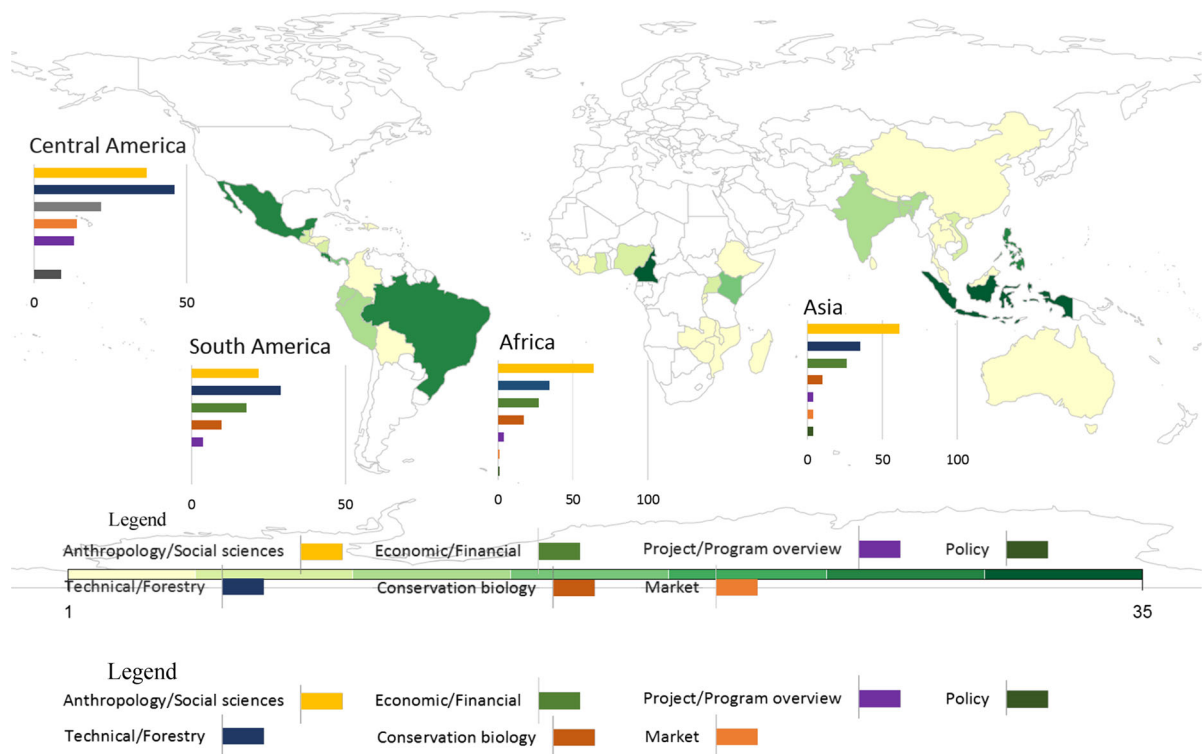 Central America
0 50
South America
0 50
Africa
0 50 100
Asia
0 50 100
Legend
Anthropology/Social sciences Economic/Financial Project/Program overview Policy
Technical/Forestry Conservation biology Market
1 35
Legend
Anthropology/Social sciences Economic/Financial Project/Program overview Policy
Technical/Forestry Conservation biology Market